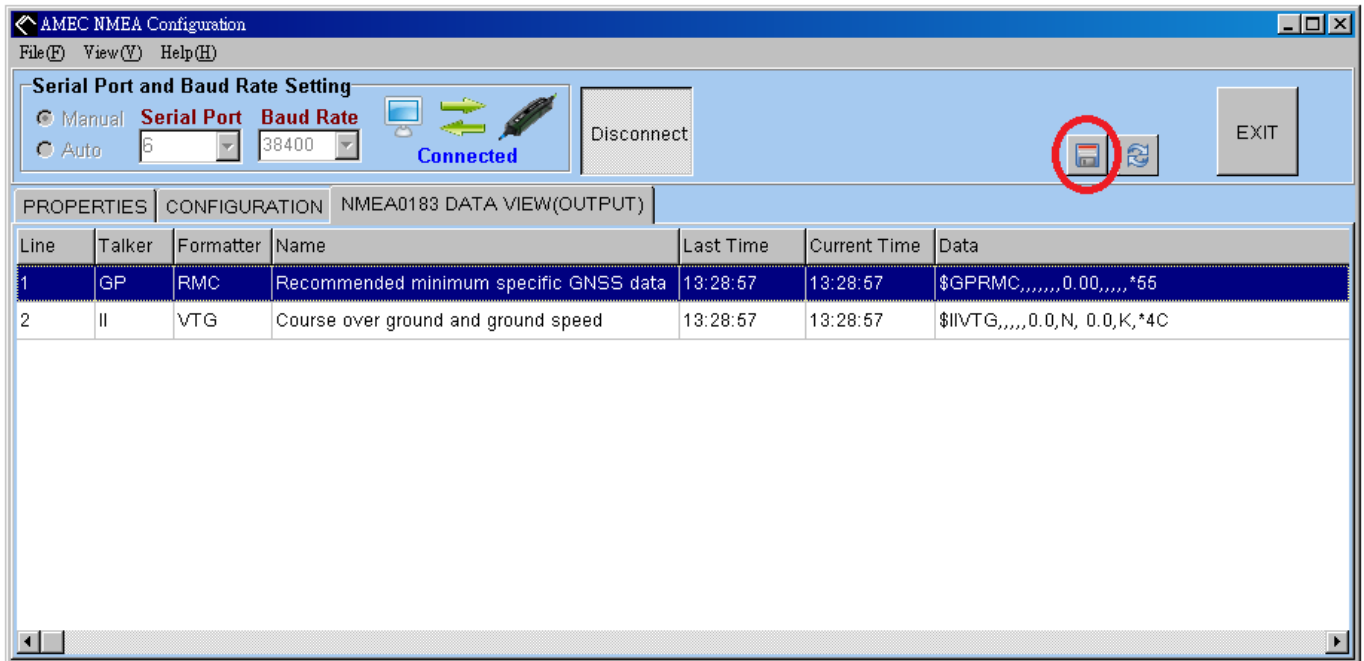 AMEC NMEA Configuration
File(F) View(V) Help(H)
Serial Port and Baud Rate Setting
Manual Serial Port Baud Rate
Auto 6 38400
Connected
Disconnect
EXIT
PROPERTIES CONFIGURATION NMEA0183 DATA VIEW(OUTPUT)
Line Talker Formatter Name Last Time Current Time Data
1 GP RMC Recommended minimum specific GNSS data 13:28:57 13:28:57 $GPRMC,,,,,,,0.00,,,,,*55
2 II VTG Course over ground and ground speed 13:28:57 13:28:57 $IIVTG,,,,,0.0,N, 0.0,K,*4C